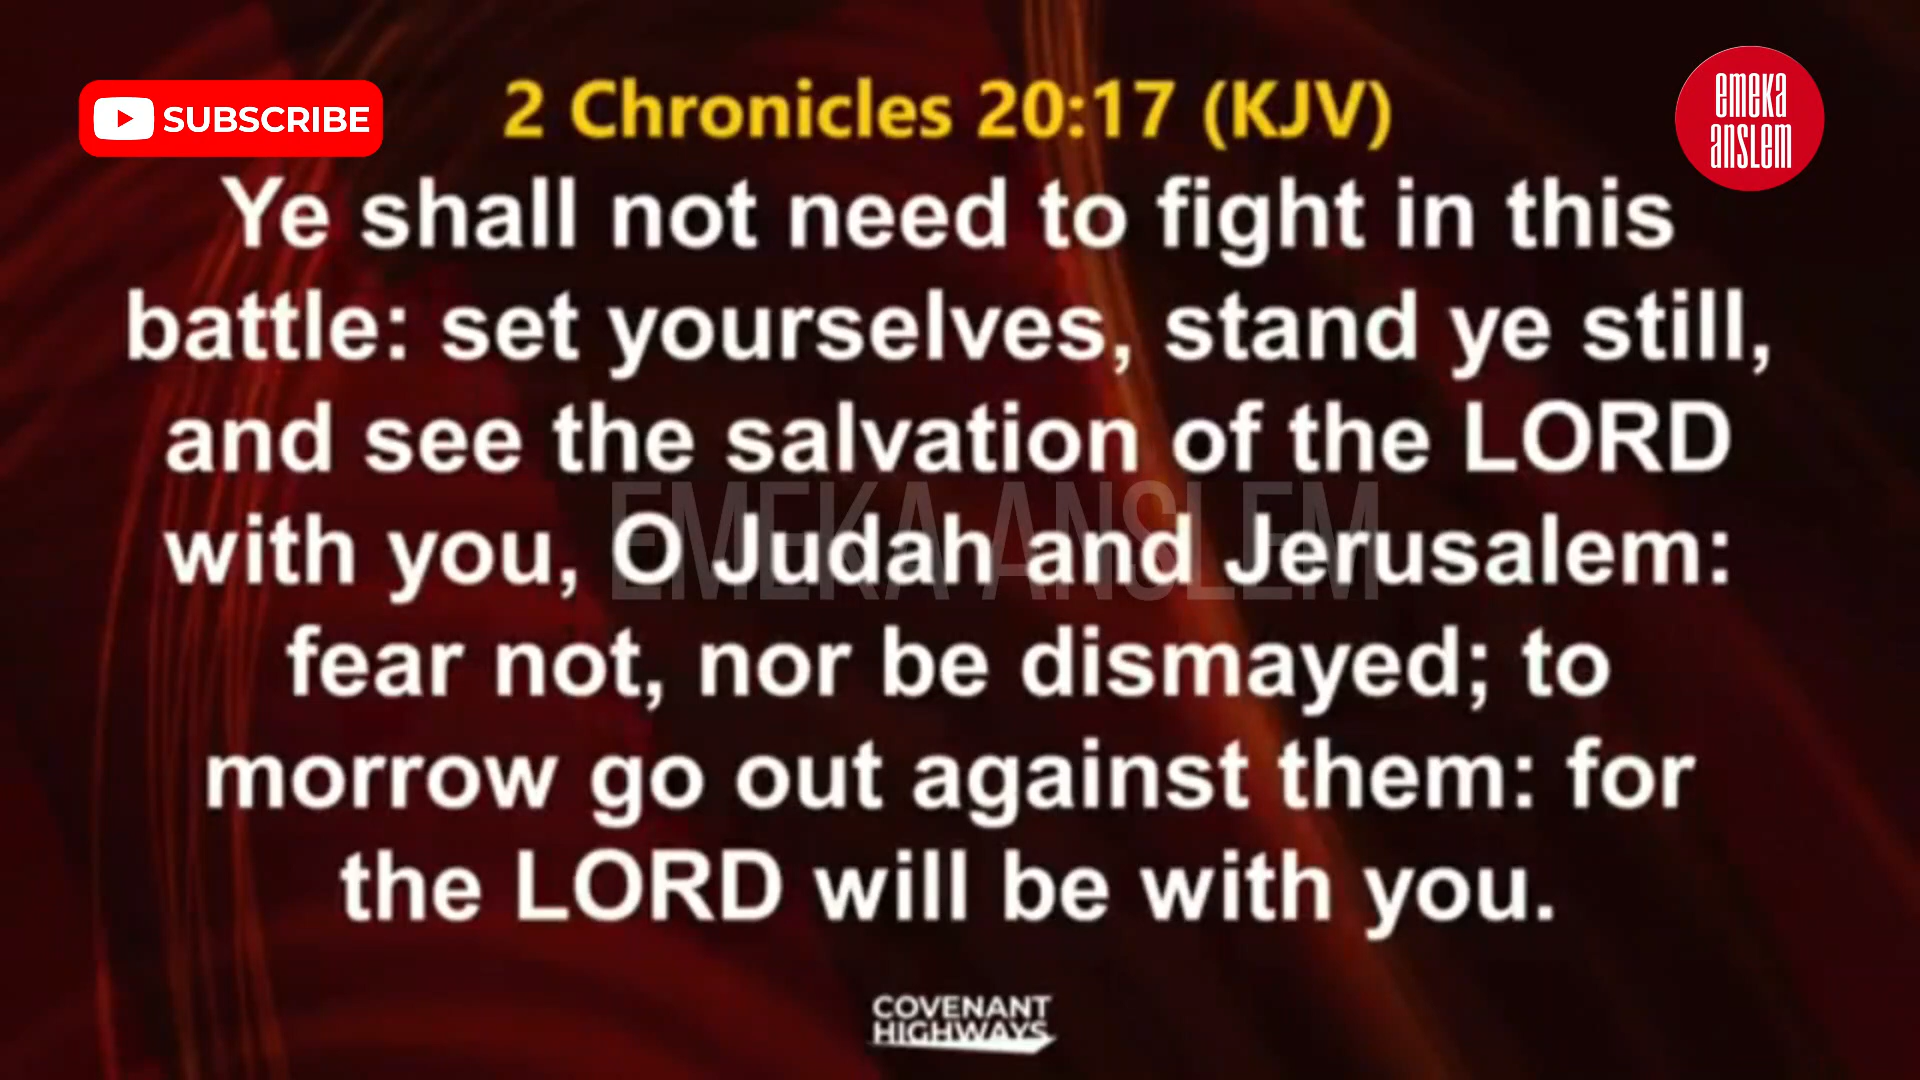 SUBSCRIBE
emeka
anslem
2 Chronicles 20:17 (KJV)
Ye shall not need to fight in this
battle: set yourselves, stand ye still,
and see the salvation of the LORD
with you, O Judah and Jerusalem:
EMEKA ANSLEM
fear not, nor be dismayed; to
morrow go out against them: for
the LORD will be with you.
COVENANT
HIGHWAYS